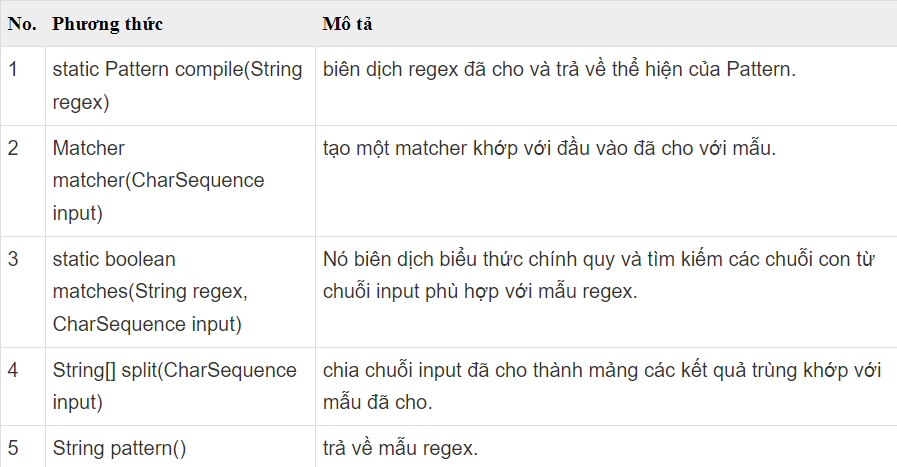 No. Phương thức Mô tả
1 static Pattern compile(String biên dịch regex đã cho và trả về thể hiện của Pattern.
regex)
2 Matcher tạo một matcher khớp với đầu vào đã cho với mẫu.
matcher(CharSequence
input)
3 static boolean Nó biên dịch biểu thức chính quy và tìm kiếm các chuỗi con từ
matches(String regex, chuỗi input phù hợp với mẫu regex.
CharSequence input)
4 String[] split(CharSequence chia chuỗi input đã cho thành mảng các kết quả trùng khớp với
input) mẫu đã cho.
5 String pattern() trả về mẫu regex.